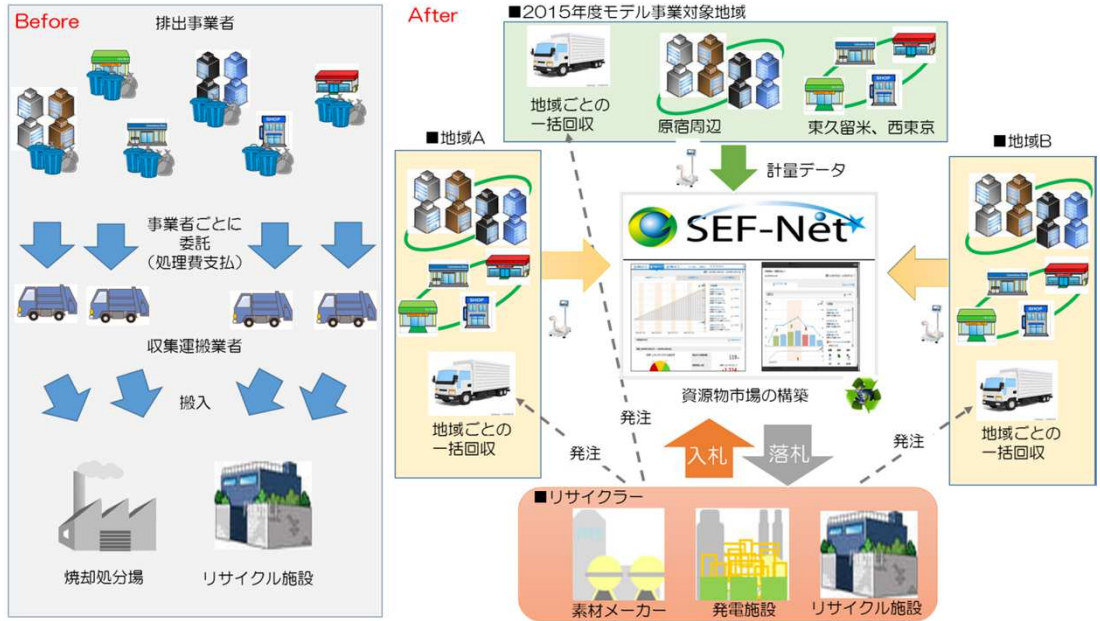 Before
排出事業者
SHOP
事業者ごとに
委託
(処理費支払)
収集運搬業者
搬入
焼却処分場
リサイクル施設
After
■2015年度モデル事業対象地域
地域ごとの
一括回収
原宿周辺
SHOP
東久留米、西東京
計量データ
■地域A
SHOP
地域ごとの
一括回収
■地域B
SHOP
地域ごとの
一括回収
SEF-Net
資源物市場の構築
発注
発注
発注
入札
落札
■リサイクラー
素材メーカー
発電施設
リサイクル施設